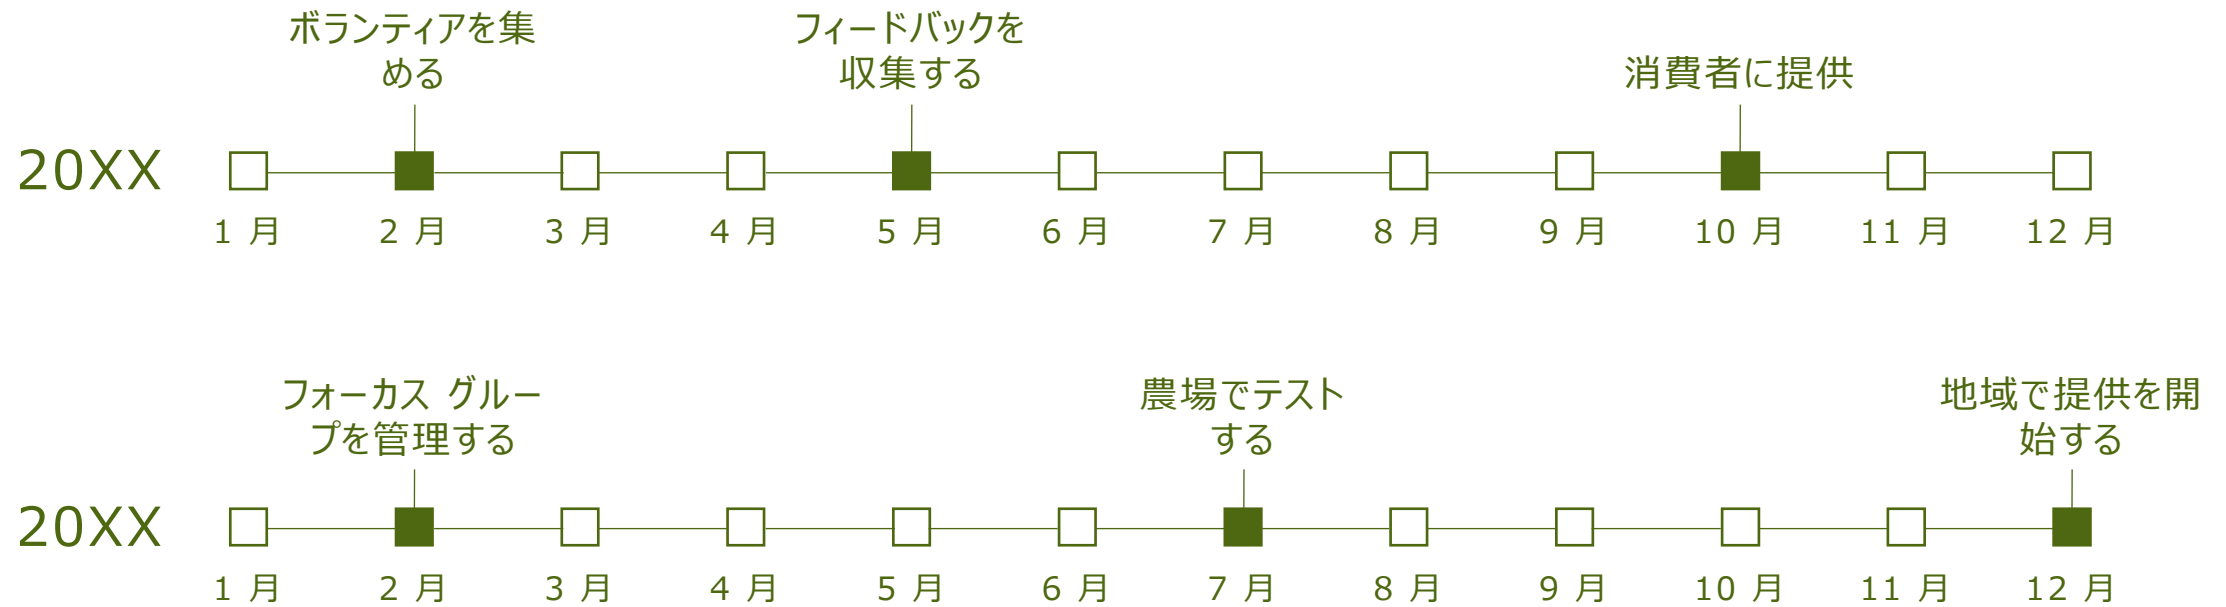 ボランティアを集
める
フィードバックを
収集する
消費者に提供
20XX
1 月 2 月 3 月 4 月 5 月 6 月 7 月 8 月 9 月 10 月 11 月 12 月
フォーカス グルー
プを管理する
農場でテスト
する
地域で提供を開
始する
20XX
1 月 2 月 3 月 4 月 5 月 6 月 7 月 8 月 9 月 10 月 11 月 12 月